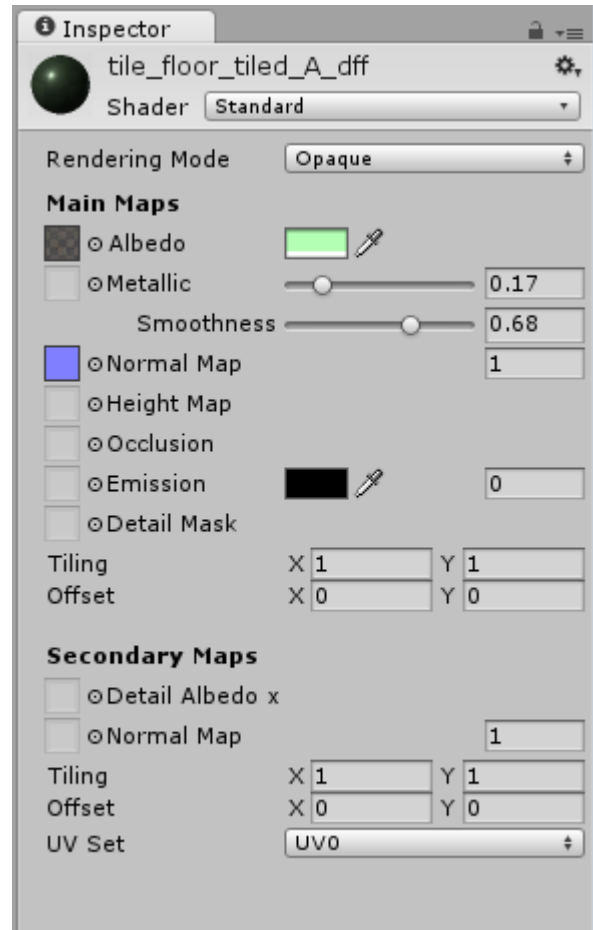 Inspector
tile_floor_tiled_A_dff
Shader Standard
Rendering Mode Opaque
Main Maps
Albedo
Metallic 0.17
Smoothness 0.68
Normal Map 1
Height Map
Occlusion
Emission 0
Detail Mask
Tiling X 1 Y 1
Offset X 0 Y 0
Secondary Maps
Detail Albedo x
Normal Map 1
Tiling X 1 Y 1
Offset X 0 Y 0
UV Set UV0